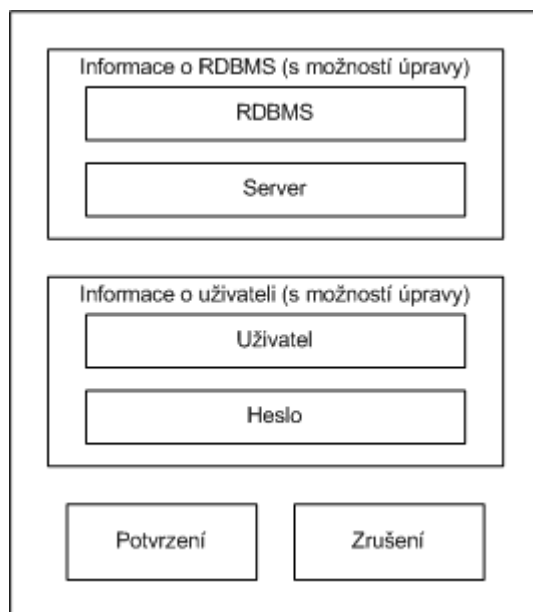 Informace o RDBMS (s možností úpravy)
RDBMS
Server
Informace o uživateli (s možností úpravy)
Uživatel
Heslo
Potvrzení
Zrušení